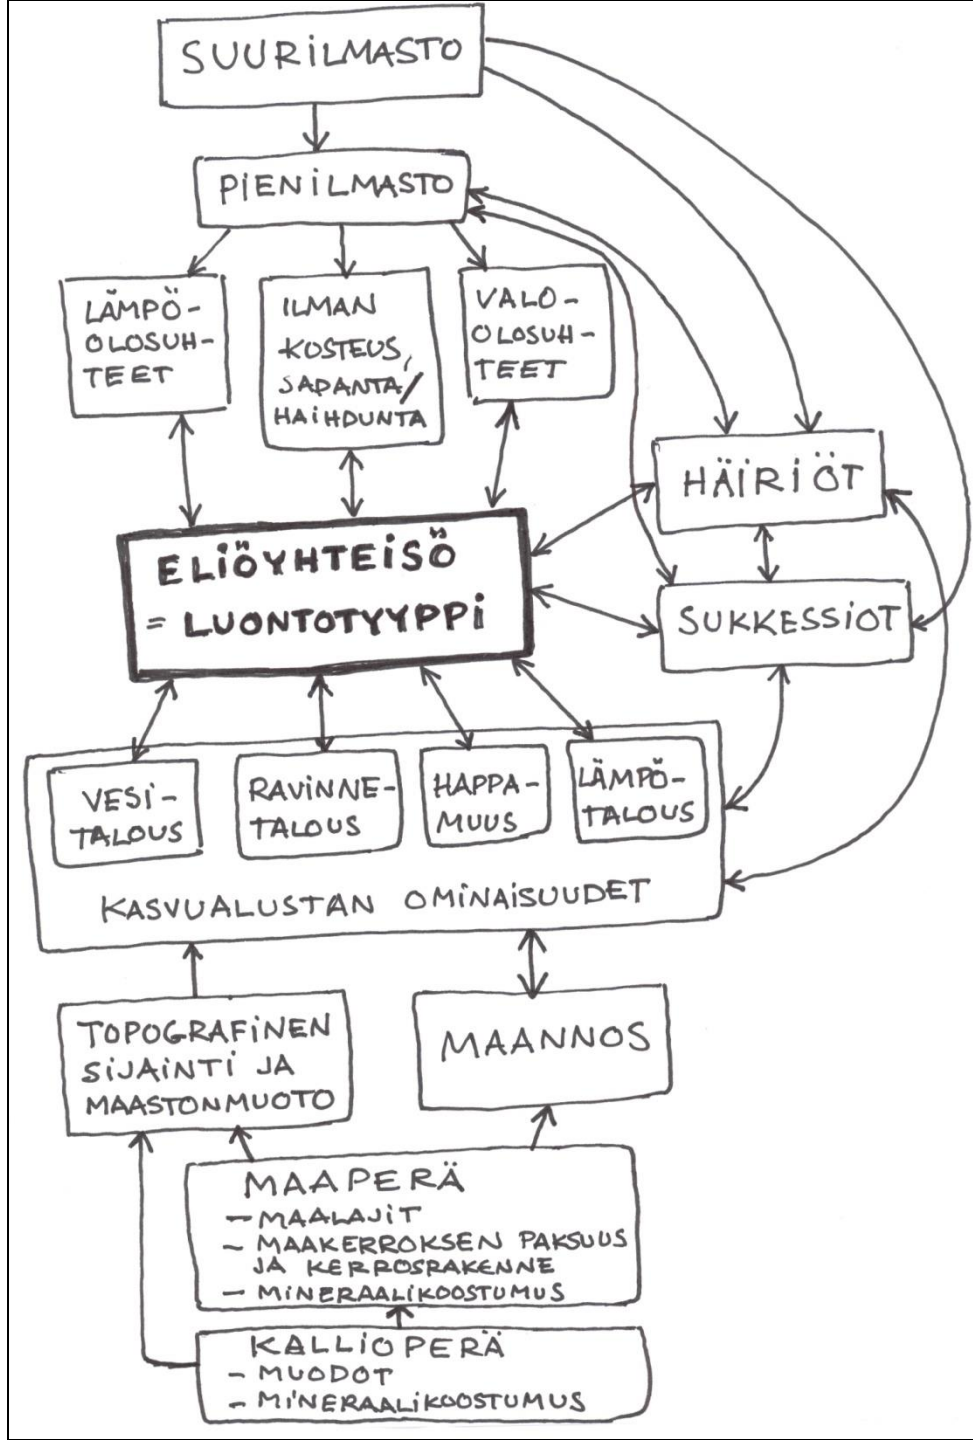 SUURILMASTO
PIENILMASTO
LÄMPÖ-
OLOSUH-
TEET
ILMAN
KOSTEUS,
SADANTA/
HAIHDUNTA
VALO-
OLOSUH-
TEET
HÄIRIÖT
ELIÖYHTEISÖ
= LUONTOTYYPPI
SUKKESSIOT
VESI-
TALOUS
RAVINNE-
TALOUS
HAPPA-
MUUS
LÄMPÖ-
TALOUS
KASVUALUSTAN OMINAISUUDET
TOPOGRAFINEN
SIJAINTI JA
MAASTONMUOTO
MAANNOS
MAAPERÄ
- MAALAJIT
- MAAKERROKSEN PAKSUUS
JA KERROSRAKENNE
- MINERAALIKOOSTUMUS
KALLIOPERÄ
- MUODOT
- MINERAALIKOOSTUMUS